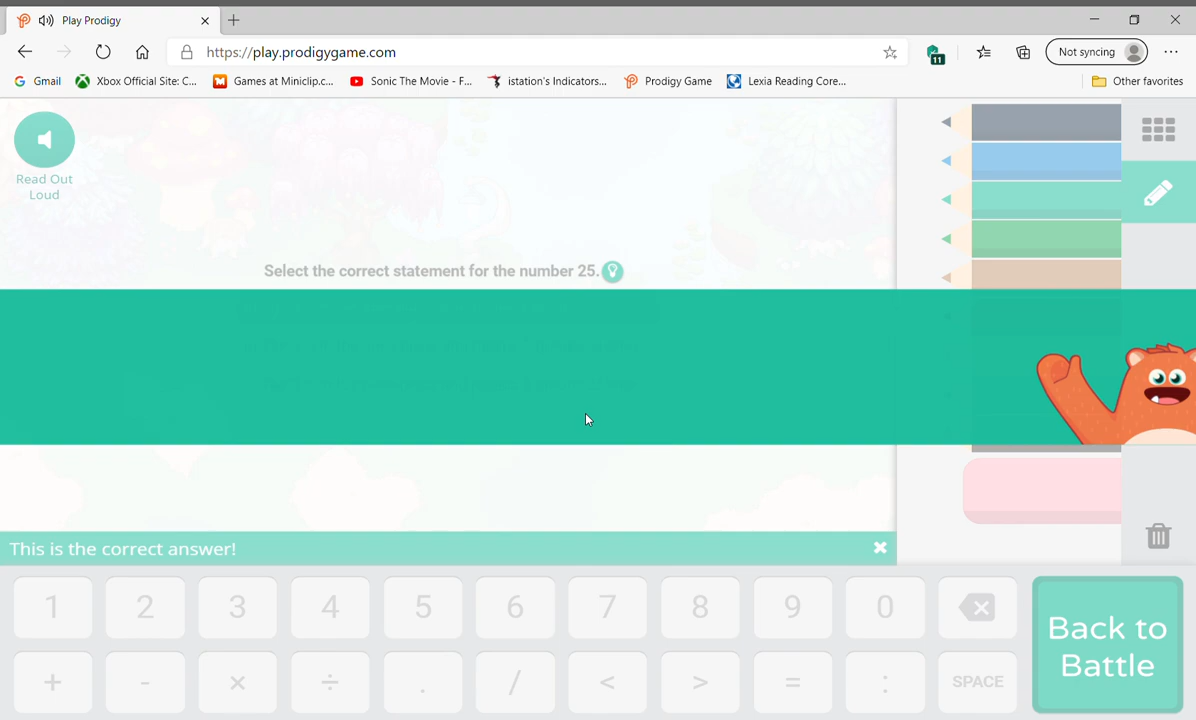 Play Prodigy
https://play.prodigygame.com
Not syncing
Gmail
Xbox Official Site: C...
Games at Miniclip.c...
Sonic The Movie - F...
istation's Indicators...
Prodigy Game
Lexia Reading Core...
Other favorites
11
Read Out
Loud
Select the correct statement for the number 25.
This is the correct answer!
1 2 3 4 5 6 7 8 9 0
+ - × ÷ . / < > = : SPACE
Back to
Battle